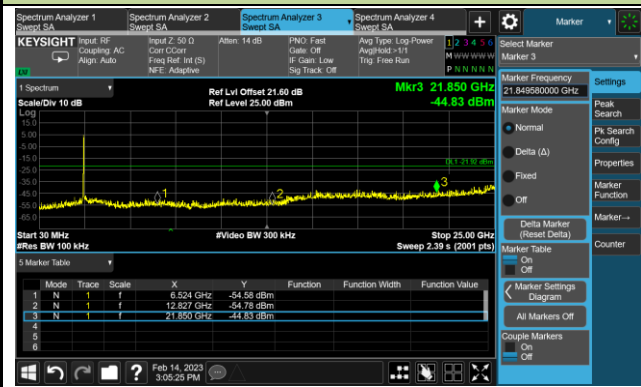 Spectrum Analyzer 1 Spectrum Analyzer 2 Spectrum Analyzer 3 Spectrum Analyzer 4 + Marker
Swept SA Swept SA Swept SA Swept SA
KEYSIGHT Input: RF Input Z: 50 Ω Atten: 14 dB PNO: Fast Avg Type: Log-Power 1 2 3 4 5 6
Coupling: AC Corr CCorr Gate: Off Avg|Hold:>1/1 M W W W W W
Align: Auto Freq Ref: Int (S) IF Gain: Low Trig: Free Run P N N N N N
NFE: Adaptive Sig Track: Off
LW
Select Marker
Marker 3
1 Spectrum Ref Lvl Offset 21.60 dB Mkr3 21.850 GHz
Scale/Div 10 dB Ref Level 25.00 dBm -44.83 dBm
Log
15.0
5.00
-5.00
-15.0
-25.0
-35.0
-45.0
-55.0
-65.0
DL1 -21.92 dBm
1
2
3
Start 30 MHz #Video BW 300 kHz Stop 25.00 GHz
#Res BW 100 kHz Sweep 2.39 s (2001 pts)
5 Marker Table
Mode Trace Scale X Y Function Function Width Function Value
1 N 1 f 6.524 GHz -54.58 dBm
2 N 1 f 12.827 GHz -54.78 dBm
3 N 1 f 21.850 GHz -44.83 dBm
4
5
6
Marker Frequency
21.849580000 GHz
Marker Mode
Normal
Delta (Δ)
Fixed
Off
Delta Marker
(Reset Delta)
Marker Table
On
Off
Marker Settings
Diagram
All Markers Off
Couple Markers
On
Off
Settings
Peak
Search
Pk Search
Config
Properties
Marker
Function
Marker→
Counter
? Feb 14, 2023
3:05:25 PM